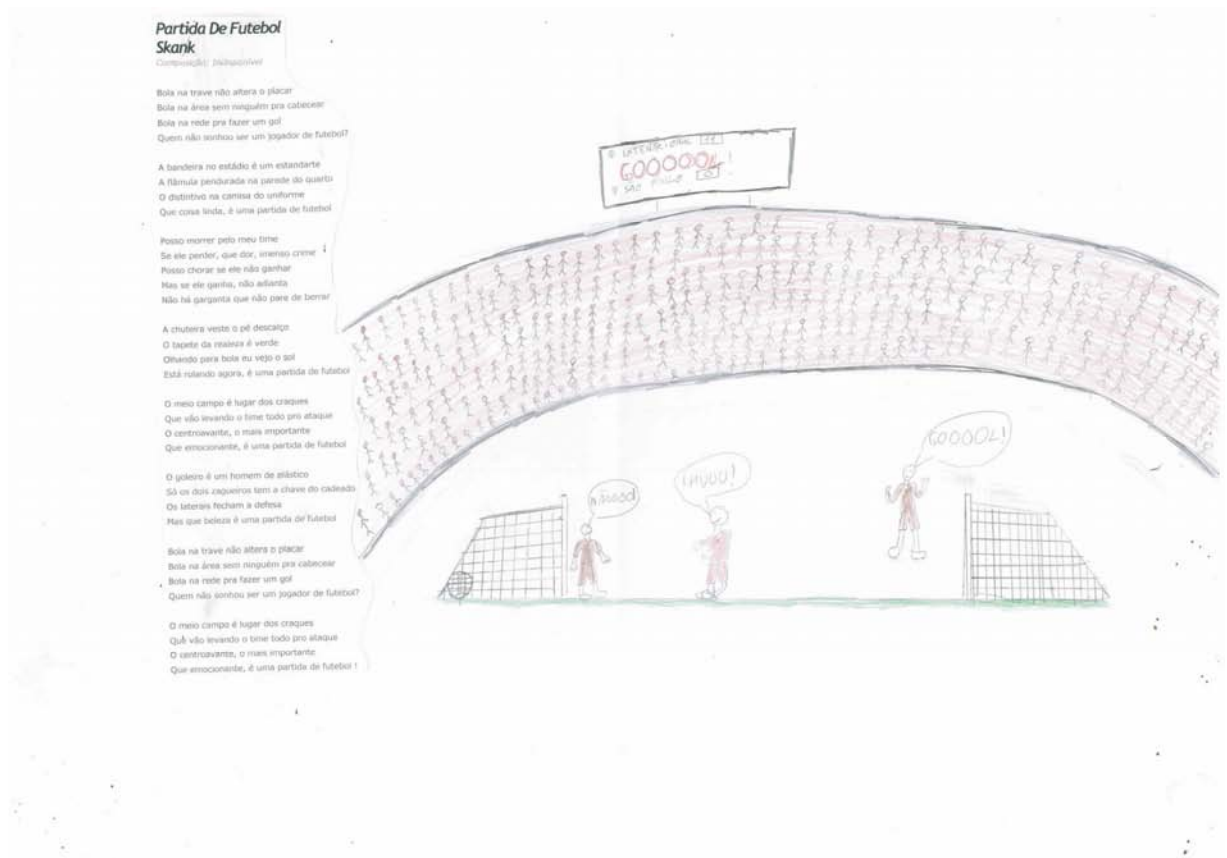 Partida De Futebol
Skank
Composição: Indisponível
Bola na trave não altera o placar
Bola na área sem ninguém pra cabecear
Bola na rede pra fazer um gol
Quem não sonhou ser um jogador de futebol?
A bandeira no estádio é um estandarte
A flâmula pendurada na parede do quarto
O distintivo na camisa do uniforme
Que coisa linda, é uma partida de futebol
Posso morrer pelo meu time
Se ele perder, que dor, imenso crime
Posso chorar se ele não ganhar
Mas se ele ganha, não adianta
Não há garganta que não pare de berrar
A chuteira veste o pé descalço
O tapete da realeza é verde
Olhando para bola eu vejo o sol
Está rolando agora, é uma partida de futebol
O meio campo é lugar dos craques
Que vão levando o time todo pro ataque
O centroavante, o mais importante
Que emocionante, é uma partida de futebol
O goleiro é um homem de elástico
Só os dois zagueiros tem a chave do cadeado
Os laterais fecham a defesa
Mas que beleza é uma partida de futebol
Bola na trave não altera o placar
Bola na área sem ninguém pra cabecear
Bola na rede pra fazer um gol
Quem não sonhou ser um jogador de futebol?
O meio campo é lugar dos craques
Que vão levando o time todo pro ataque
O centroavante, o mais importante
Que emocionante, é uma partida de futebol !
INTERNACIONAL 11
GOOOOOL!
SÃO PAULO 0
GOOOOL!
IHUUU!